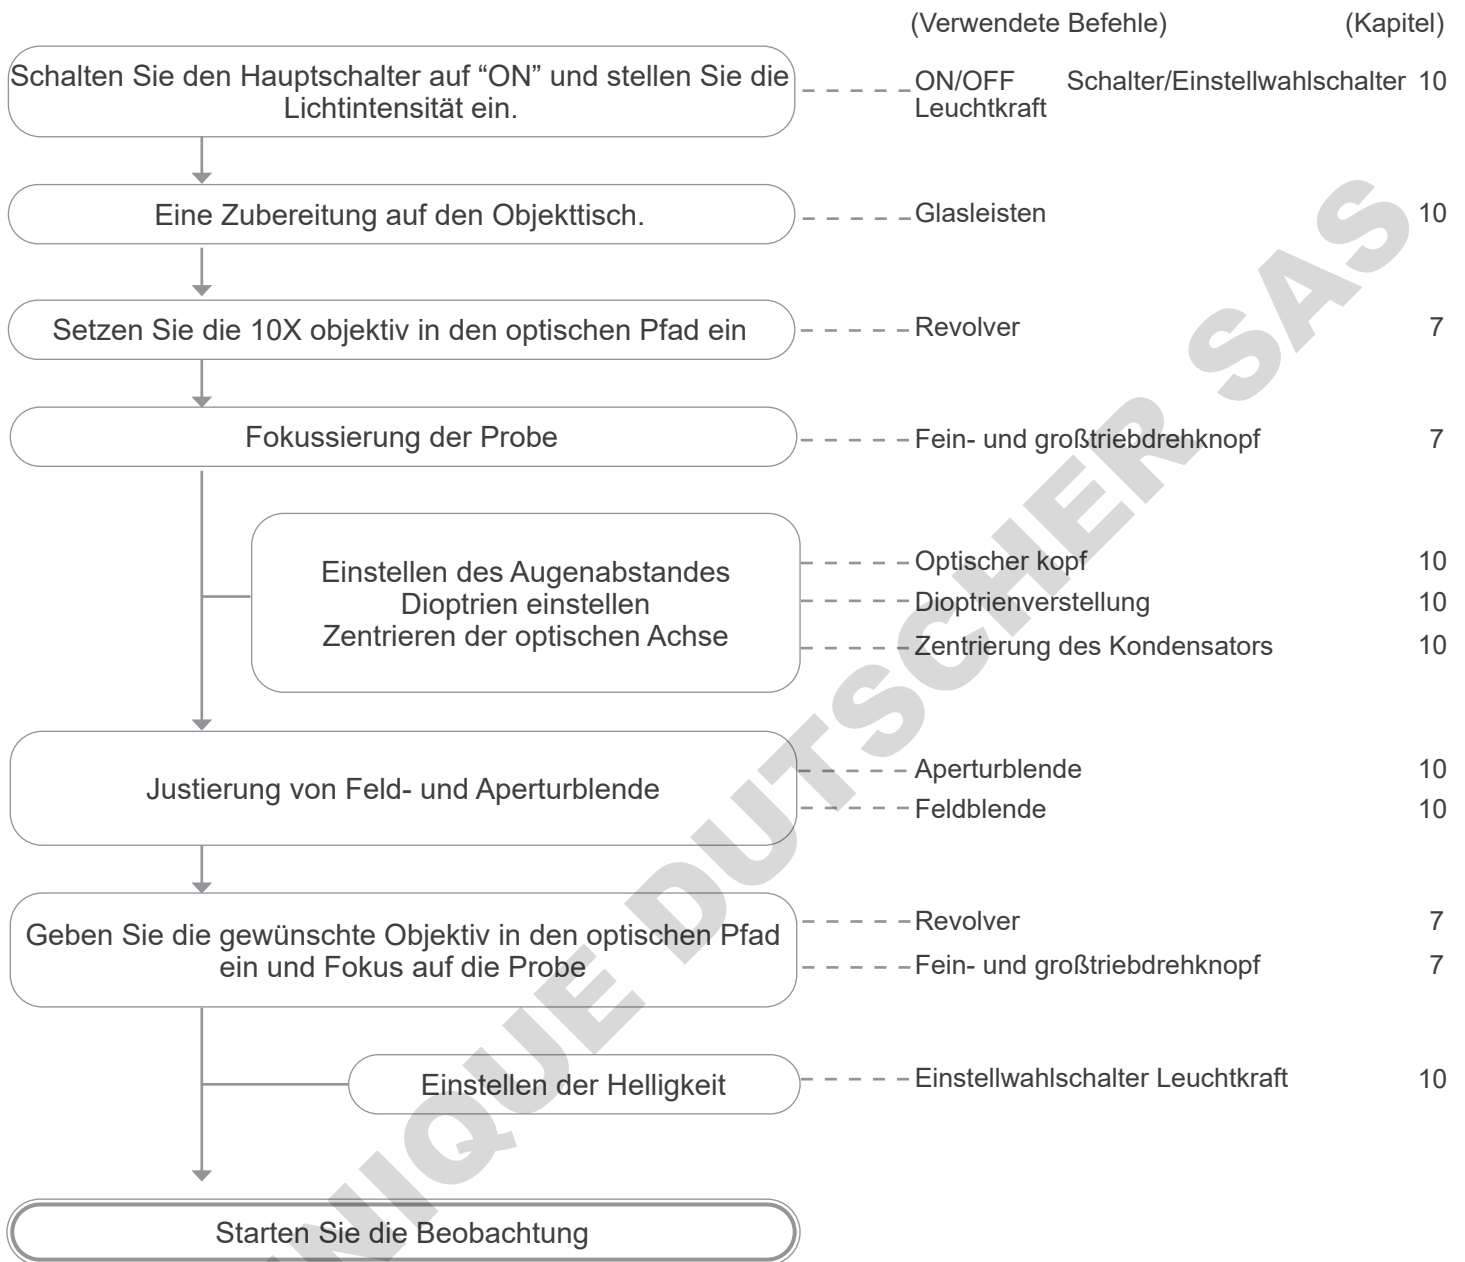 (Verwendete Befehle) (Kapitel)
Schalten Sie den Hauptschalter auf “ON” und stellen Sie die
Lichtintensität ein.
ON/OFF Schalter/Einstellwahlschalter 10
Leuchtkraft
Eine Zubereitung auf den Objekttisch.
Glasleisten 10
Setzen Sie die 10X objektiv in den optischen Pfad ein
Revolver 7
Fokussierung der Probe
Fein- und großtriebdrehknopf 7
Einstellen des Augenabstandes
Dioptrien einstellen
Zentrieren der optischen Achse
Optischer kopf 10
Dioptrienverstellung 10
Zentrierung des Kondensators 10
Justierung von Feld- und Aperturblende
Aperturblende 10
Feldblende 10
Geben Sie die gewünschte Objektiv in den optischen Pfad
ein und Fokus auf die Probe
Revolver 7
Fein- und großtriebdrehknopf 7
Einstellen der Helligkeit
Einstellwahlschalter Leuchtkraft 10
Starten Sie die Beobachtung
NIQUE DUTSCHER SAS